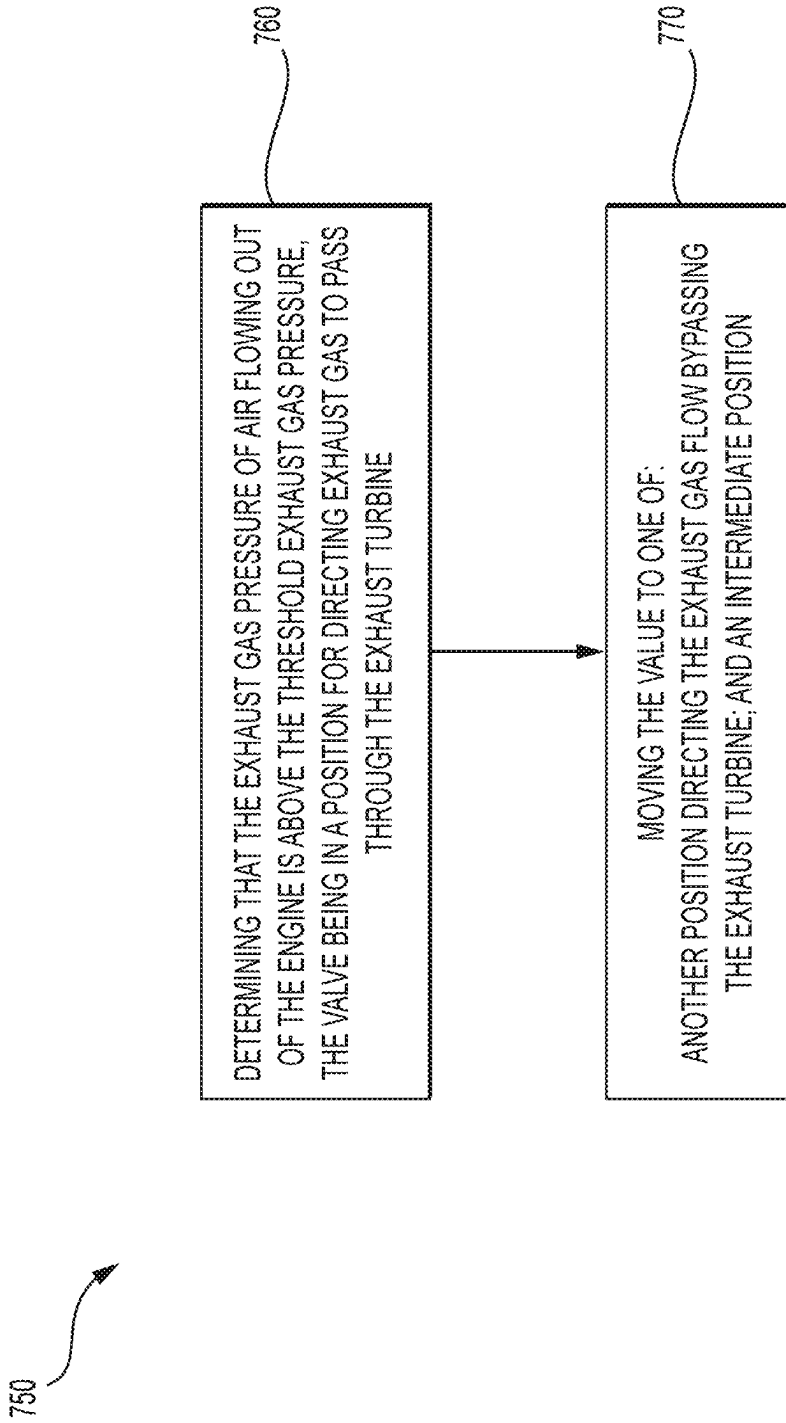 750
760
DETERMINING THAT THE EXHAUST GAS PRESSURE OF AIR FLOWING OUT
OF THE ENGINE IS ABOVE THE THRESHOLD EXHAUST GAS PRESSURE,
THE VALVE BEING IN A POSITION FOR DIRECTING EXHAUST GAS TO PASS
THROUGH THE EXHAUST TURBINE
770
MOVING THE VALUE TO ONE OF:
ANOTHER POSITION DIRECTING THE EXHAUST GAS FLOW BYPASSING
THE EXHAUST TURBINE; AND AN INTERMEDIATE POSITION